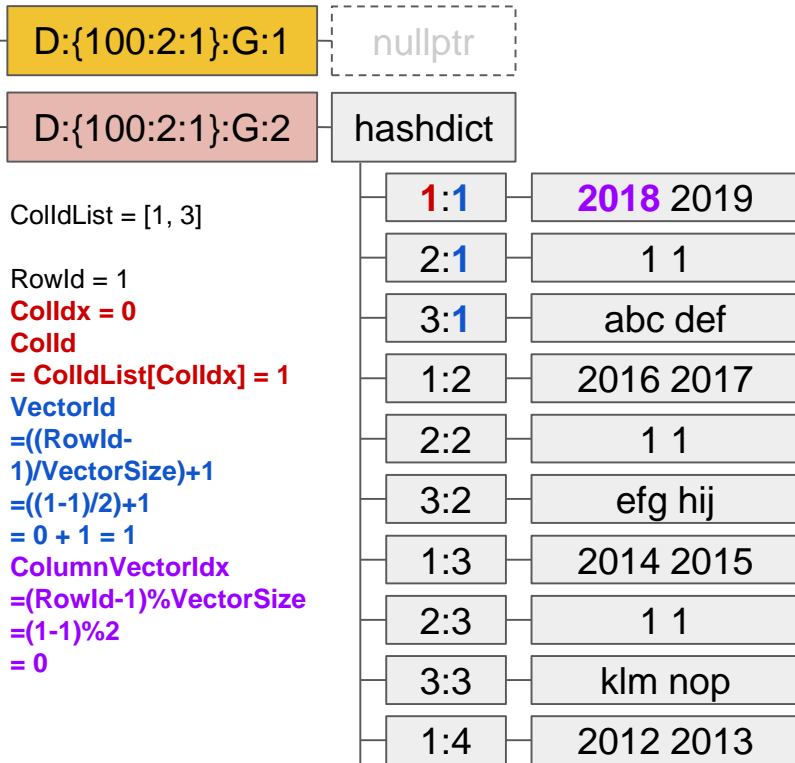 D:{100:2:1}:G:1 nullptr
D:{100:2:1}:G:2 hashdict
ColIdList = [1, 3]
RowId = 1
ColIdx = 0
ColId
= ColIdList[ColIdx] = 1
VectorId
=((RowId-
1)/VectorSize)+1
=((1-1)/2)+1
= 0 + 1 = 1
ColumnVectorIdx
=(RowId-1)%VectorSize
=(1-1)%2
= 0
1:1 2018 2019
2:1 1 1
3:1 abc def
1:2 2016 2017
2:2 1 1
3:2 efg hij
1:3 2014 2015
2:3 1 1
3:3 klm nop
1:4 2012 2013